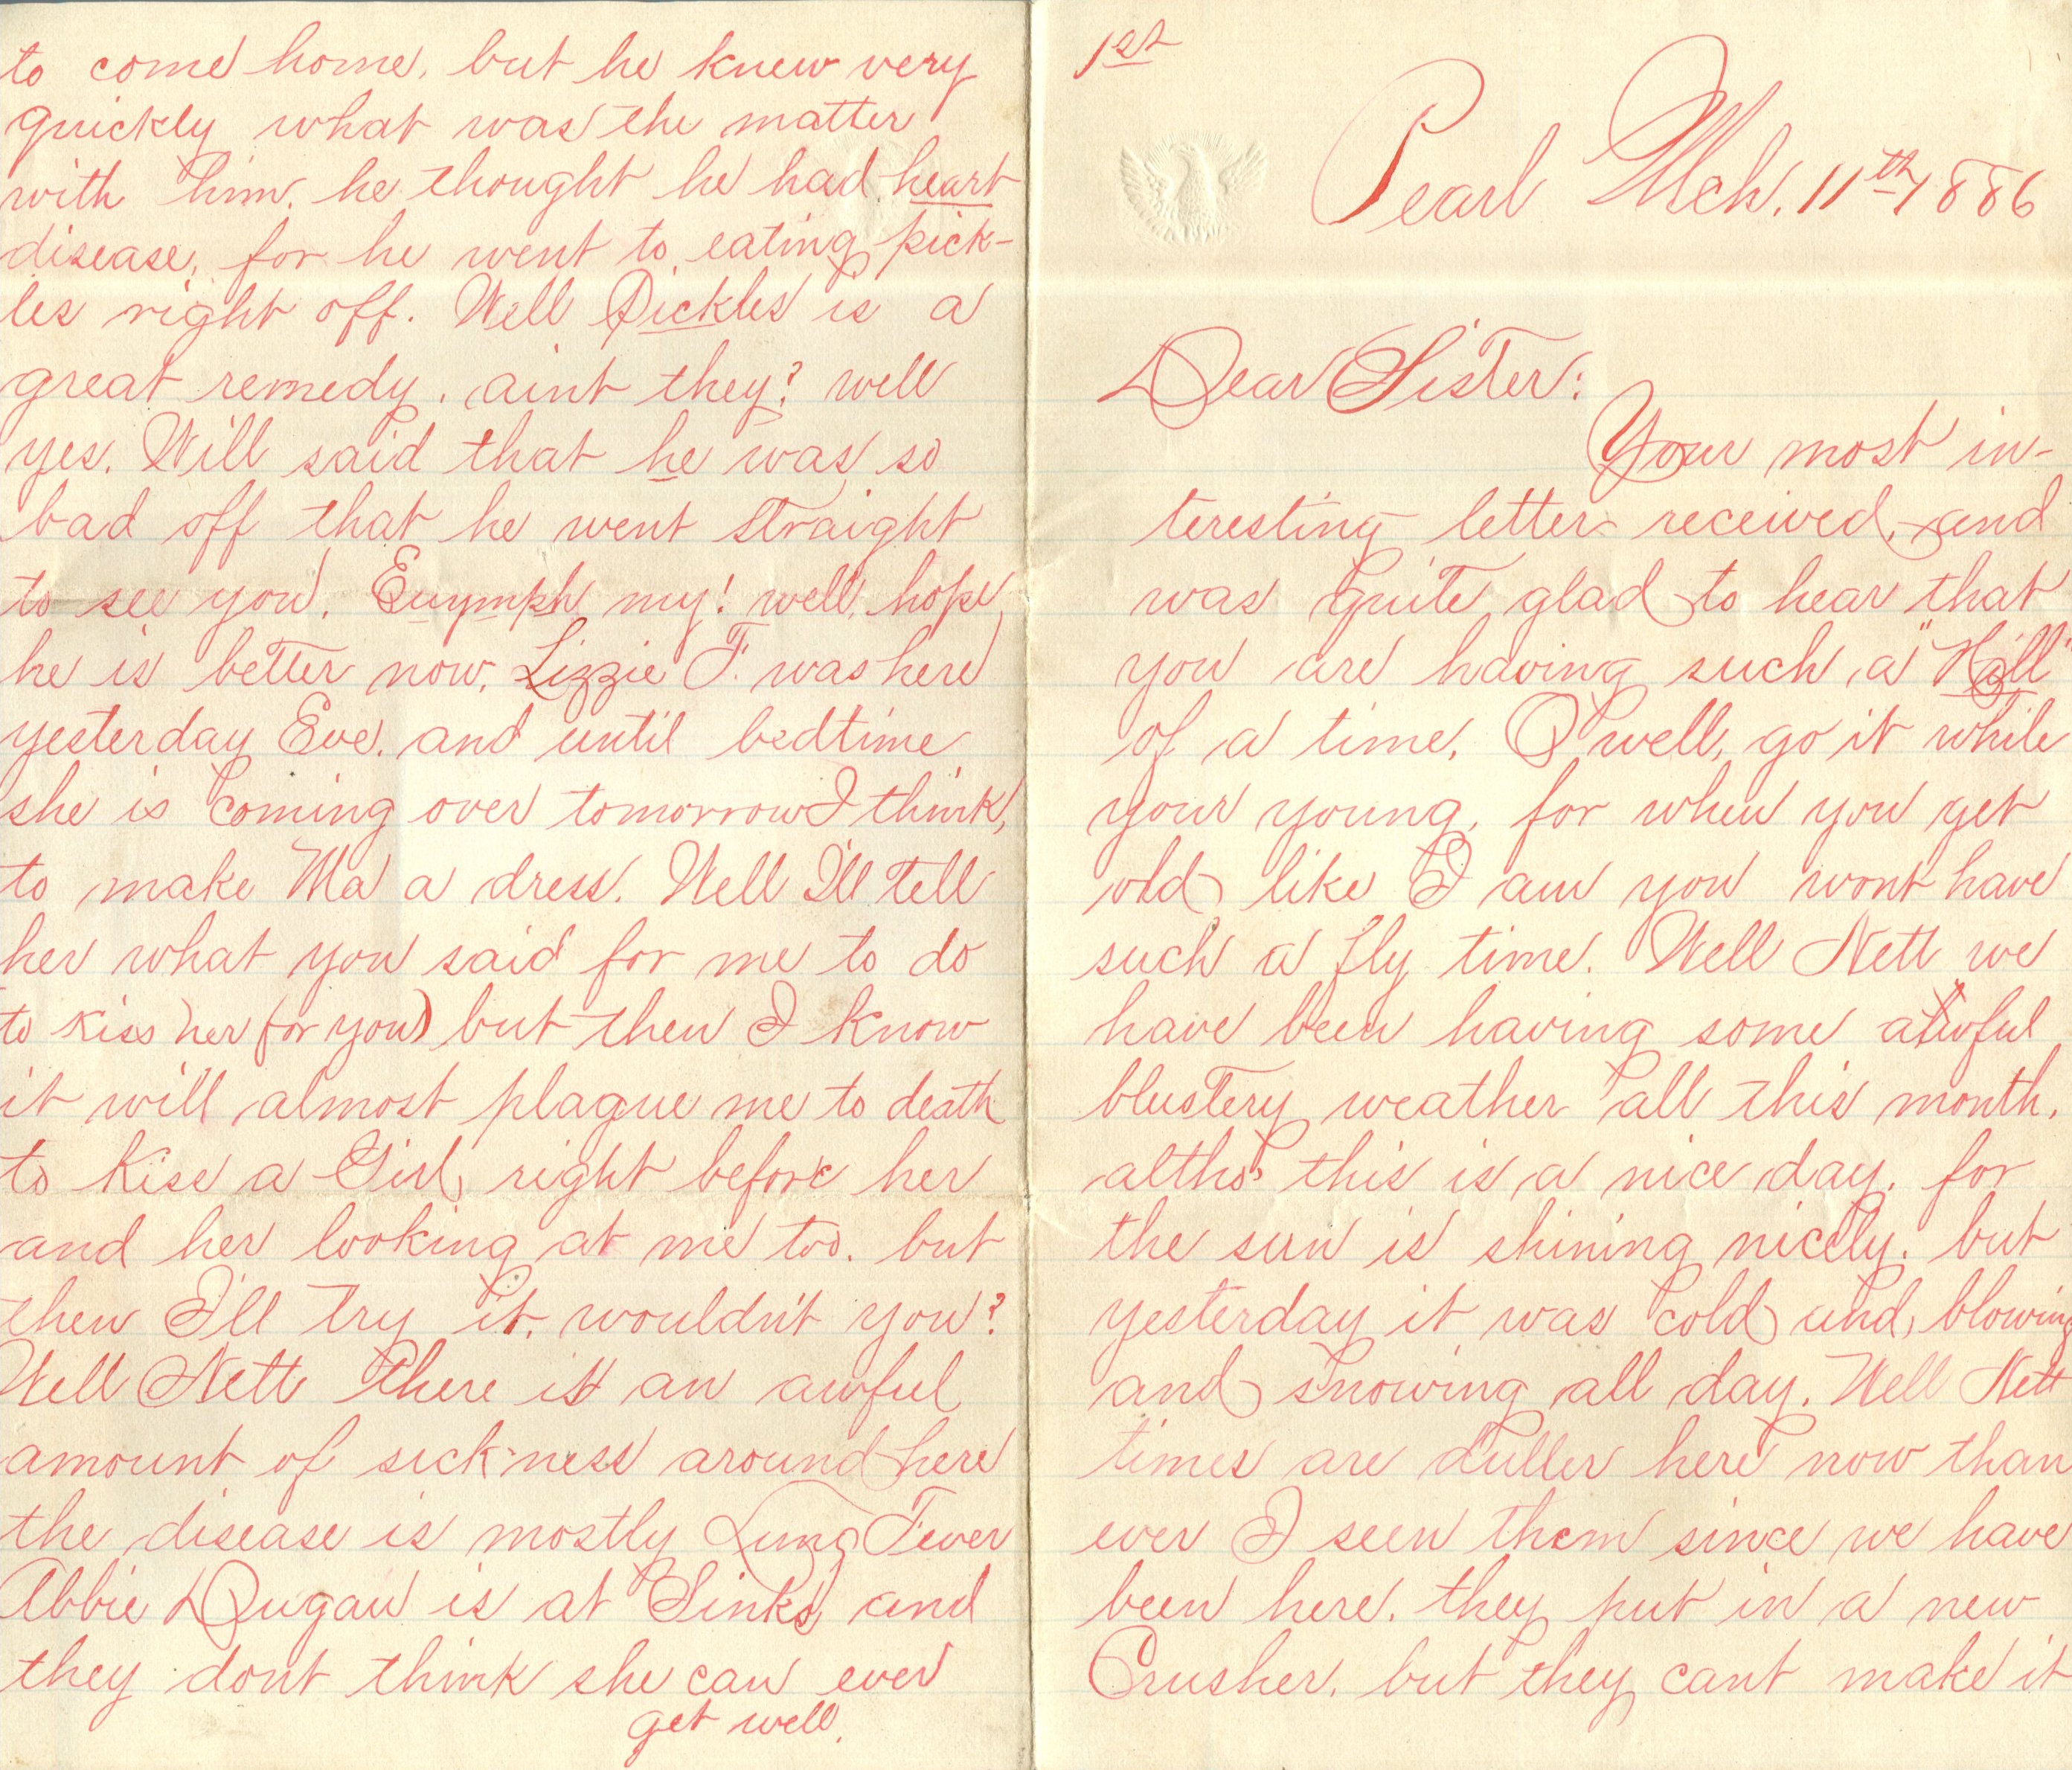 1st
Pearl Mch. 11th, 1886
Dear Sister:
Your most in-
teresting letter received, and
was quite glad to hear that
you are having such a "Hall"
of a time. O well, go it while
your young, for when you get
old like I am you wont have
such a fly time. Well Nett we
have been having some awful
blustery weather all this month.
altho' this is a nice day. for
the sun is shining nicely. but
yesterday it was cold and, blowing
and snowing all day. Well Nett
times are duller here now than
ever I seen them since we have
been here. they put in a new
Crusher, but they cant make it
to come home, but he knew very
quickly what was the matter
with him. he thought he had heart
disease, for he went to eating pick-
les right off. Well Pickles is a
great remedy. aint they? well
yes. Will said that he was so
bad off that he went straight
to see you. Euymph my! well, hope
he is better now. Lizzie F. was here
yesterday Eve. and until bedtime
she is coming over tomorrow I think,
to make Ma a dress. Well I'll tell
her what you said for me to do
to kiss her (for you) but then I know
it will almost plague me to death
to kiss a Girl, right before her
and her looking at me too. but
then I'll try it, wouldn't you?
Well Nett there is an awful
amount of sick-ness around here
the disease is mostly Lung Fever
Abbie Dugan is at Sinks and
they dont think she can ever
get well.